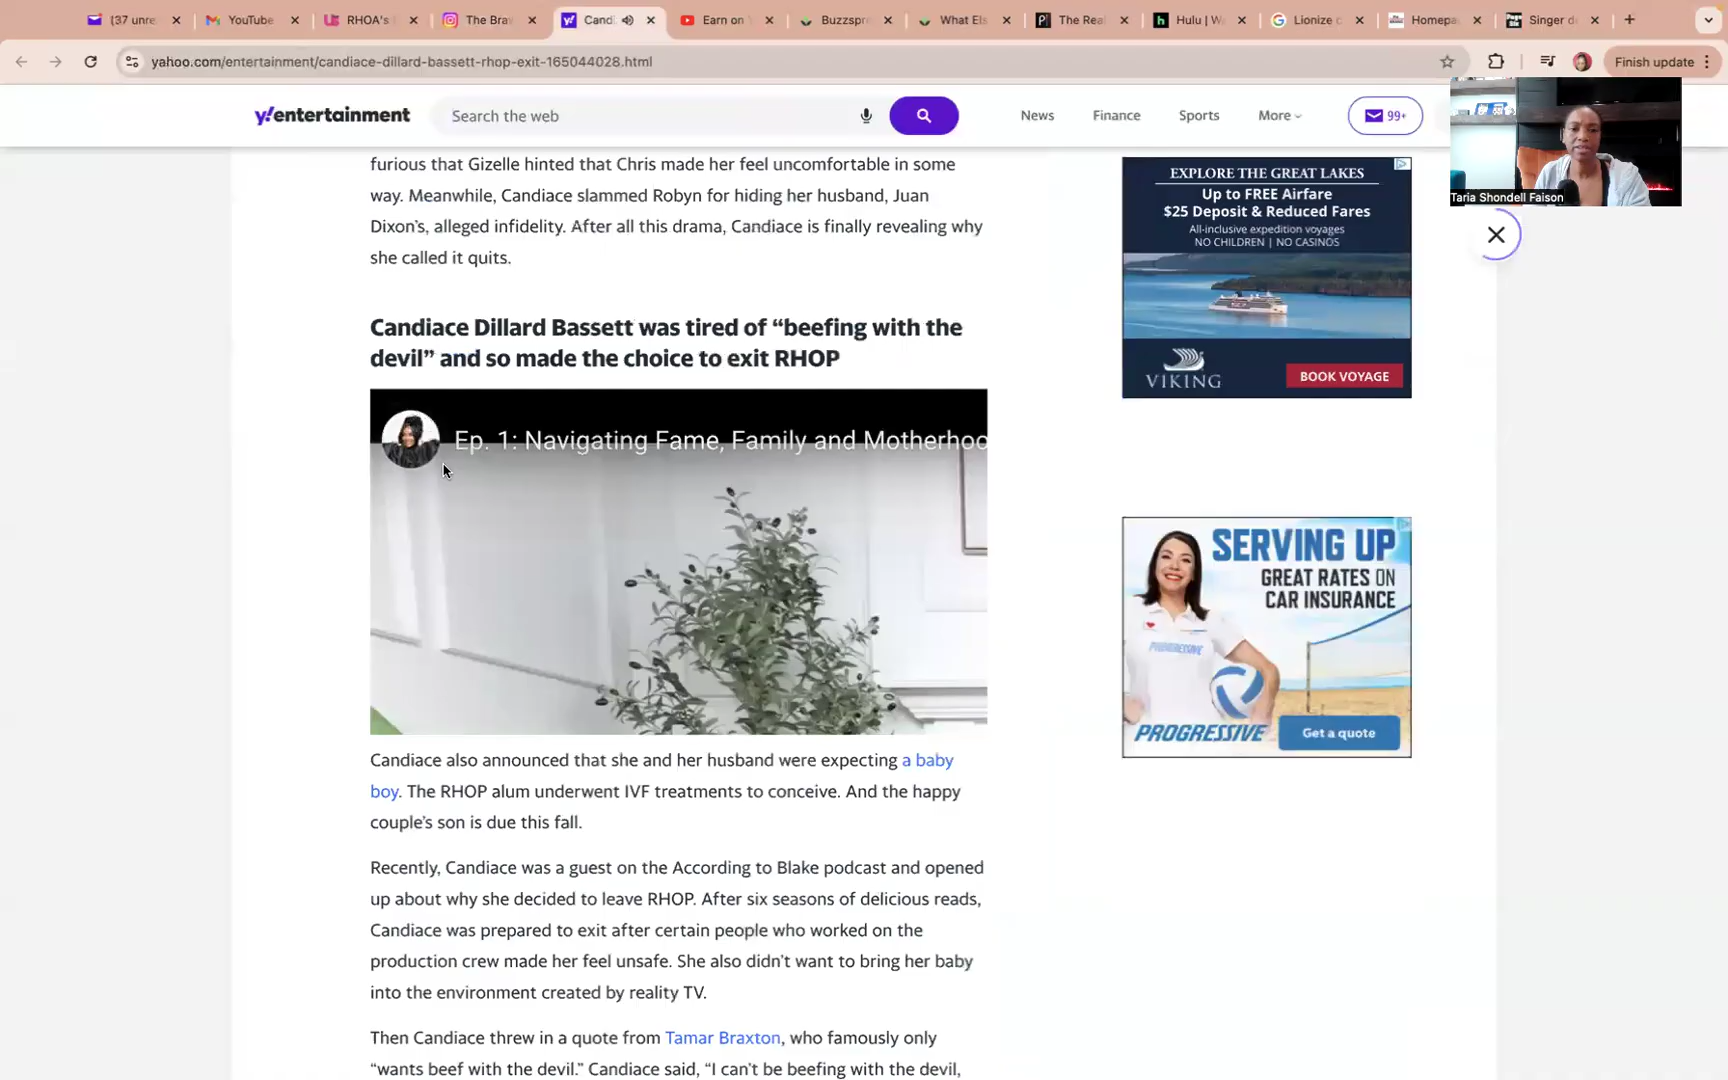 (37 unre
YouTube
RHOA's
The Bra
Candi
Earn on
Buzzspr
What Els
The Rea
Hulu | W
Lionize
Homepa
Singer d
yahoo.com/entertainment/candiace-dillard-bassett-rhop-exit-165044028.html
Finish update
y!entertainment
Search the web
News
Finance
Sports
More
99+
Taria Shondell Faison
furious that Gizelle hinted that Chris made her feel uncomfortable in some
way. Meanwhile, Candiace slammed Robyn for hiding her husband, Juan
Dixon's, alleged infidelity. After all this drama, Candiace is finally revealing why
she called it quits.
Candiace Dillard Bassett was tired of “beefing with the
devil” and so made the choice to exit RHOP
Ep. 1: Navigating Fame, Family and Motherhoo
Candiace also announced that she and her husband were expecting a baby
boy. The RHOP alum underwent IVF treatments to conceive. And the happy
couple's son is due this fall.
Recently, Candiace was a guest on the According to Blake podcast and opened
up about why she decided to leave RHOP. After six seasons of delicious reads,
Candiace was prepared to exit after certain people who worked on the
production crew made her feel unsafe. She also didn't want to bring her baby
into the environment created by reality TV.
Then Candiace threw in a quote from Tamar Braxton, who famously only
“wants beef with the devil.” Candiace said, “I can't be beefing with the devil,
EXPLORE THE GREAT LAKES
Up to FREE Airfare
$25 Deposit & Reduced Fares
All-inclusive expedition voyages
NO CHILDREN | NO CASINOS
VIKING
BOOK VOYAGE
SERVING UP
GREAT RATES ON
CAR INSURANCE
PROGRESSIVE
PROGRESSIVE
Get a quote